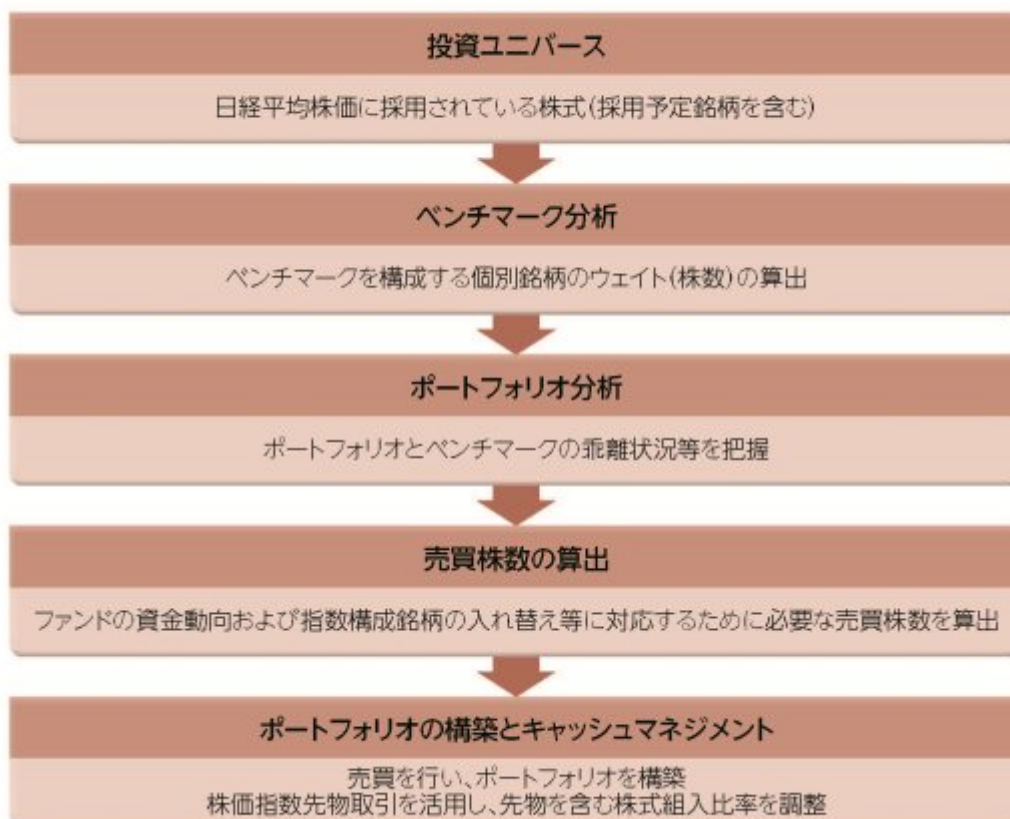 投資ユニバース
日経平均株価に採用されている株式(採用予定銘柄を含む)
ベンチマーク分析
ベンチマークを構成する個別銘柄のウェイト(株数)の算出
ポートフォリオ分析
ポートフォリオとベンチマークの乖離状況等を把握
売買株数の算出
ファンドの資金動向および指数構成銘柄の入れ替え等に対応するために必要な売買株数を算出
ポートフォリオの構築とキャッシュマネジメント
売買を行い、ポートフォリオを構築
株価指数先物取引を活用し、先物を含む株式組入比率を調整